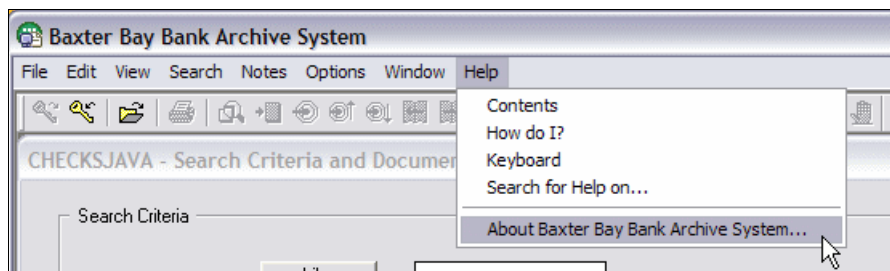 Baxter Bay Bank Archive System
File Edit View Search Notes Options Window Help
Contents
How do I?
Keyboard
Search for Help on...
About Baxter Bay Bank Archive System...
CHECKSJAVA - Search Criteria and Documen
Search Criteria